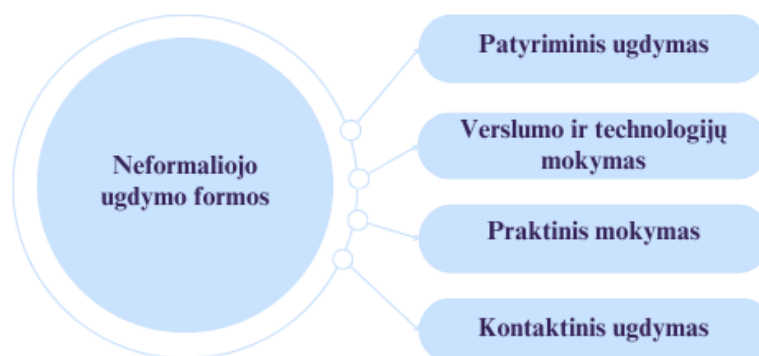 Neformaliojo
ugdymo formos
Patyriminis ugdymas
Verslumo ir technologijų
mokymas
Praktinis mokymas
Kontaktinis ugdymas